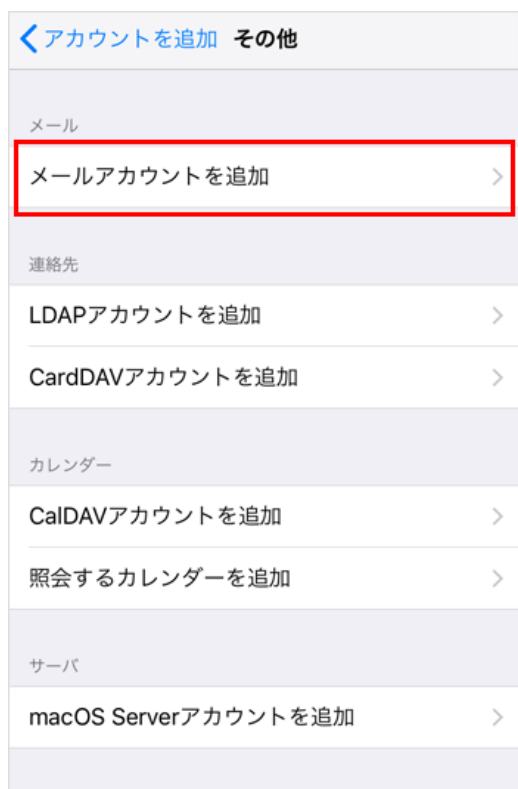 アカウントを追加 その他
メール
メールアカウントを追加
連絡先
LDAPアカウントを追加
CardDAVアカウントを追加
カレンダー
CalDAVアカウントを追加
照会するカレンダーを追加
サーバ
macOS Serverアカウントを追加